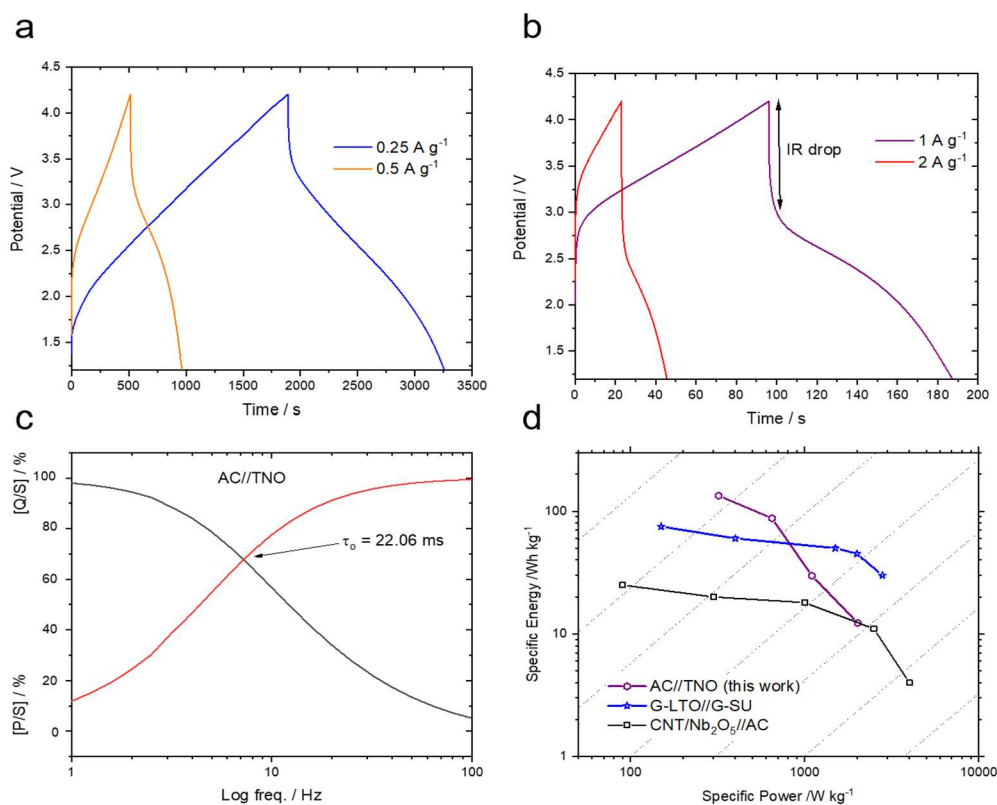 a
4.5
4.0
3.5
3.0
2.5
2.0
1.5
Potential / V
0.25 A g⁻¹
0.5 A g⁻¹
0 500 1000 1500 2000 2500 3000 3500
Time / s
b
4.5
4.0
3.5
3.0
2.5
2.0
1.5
Potential / V
IR drop
1 A g⁻¹
2 A g⁻¹
0 20 40 60 80 100 120 140 160 180 200
Time / s
c
[Q/S] / %
[P/S] / %
100
80
60
40
20
0
AC//TNO
τₒ = 22.06 ms
1 10 100
Log freq. / Hz
d
Specific Energy /Wh kg⁻¹
100
10
1
AC//TNO (this work)
G-LTO//G-SU
CNT/Nb₂O₅//AC
100 1000 10000
Specific Power /W kg⁻¹